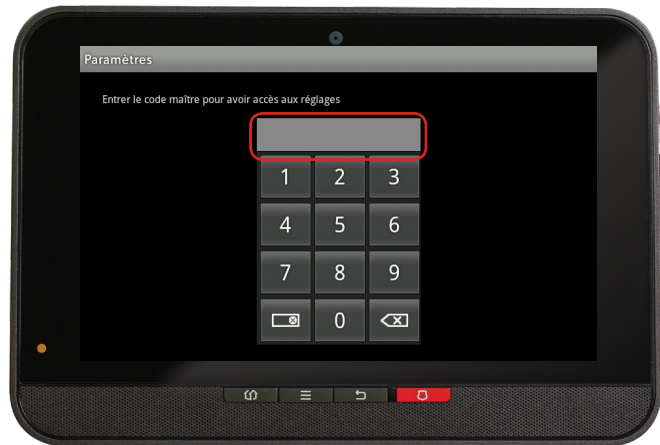 Paramètres
Entrer le code maître pour avoir accès aux réglages
1 2 3
4 5 6
7 8 9
0